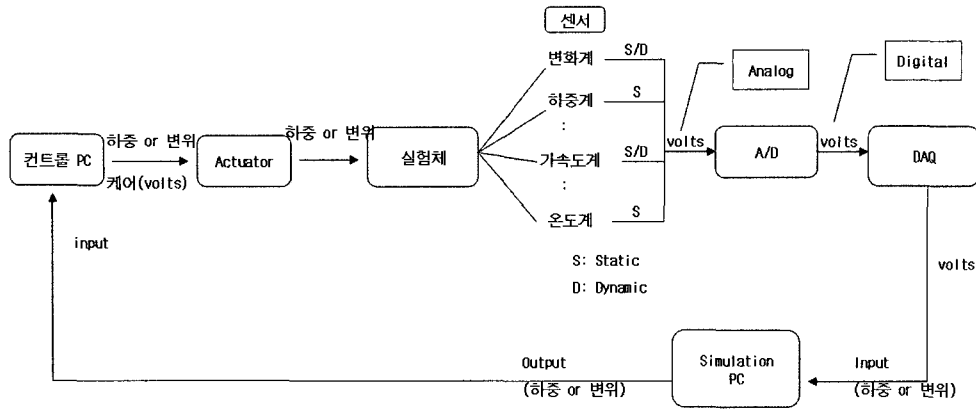 센서
변화계
S/D
하중계
S
:
가속도계
S/D
:
온도계
S
S: Static
D: Dynamic
컨트롤 PC
하중 or 변위
케어(volts)
Actuator
하중 or 변위
실험체
volts
Analog
A/D
volts
Digital
DAQ
volts
Input
(하중 or 변위)
Simulation
PC
Output
(하중 or 변위)
input